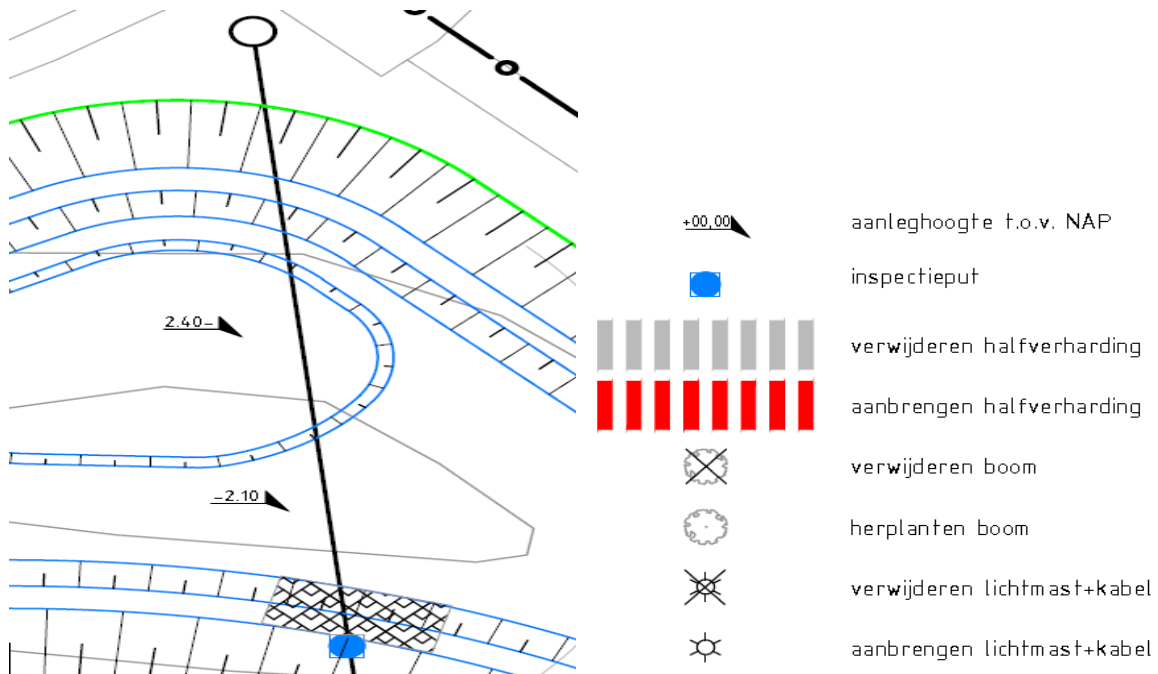 2.40-
-2.10
+00,00
aanleghoogte t.o.v. NAP
inspectieput
verwijderen halfverharding
aanbrengen halfverharding
verwijderen boom
herplanten boom
verwijderen lichtmast+kabel
aanbrengen lichtmast+kabel